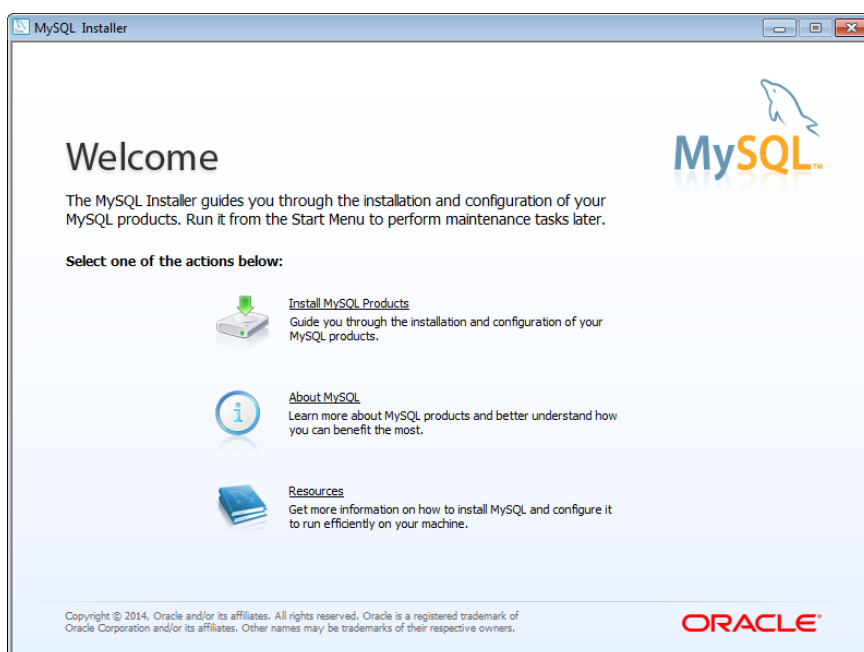 MySQL Installer
MySQL™
Welcome
The MySQL Installer guides you through the installation and configuration of your
MySQL products. Run it from the Start Menu to perform maintenance tasks later.
Select one of the actions below:
Install MySQL Products
Guide you through the installation and configuration of your
MySQL products.
About MySQL
Learn more about MySQL products and better understand how
you can benefit the most.
Resources
Get more information on how to install MySQL and configure it
to run efficiently on your machine.
Copyright © 2014, Oracle and/or its affiliates. All rights reserved. Oracle is a registered trademark of
Oracle Corporation and/or its affiliates. Other names may be trademarks of their respective owners.
ORACLE